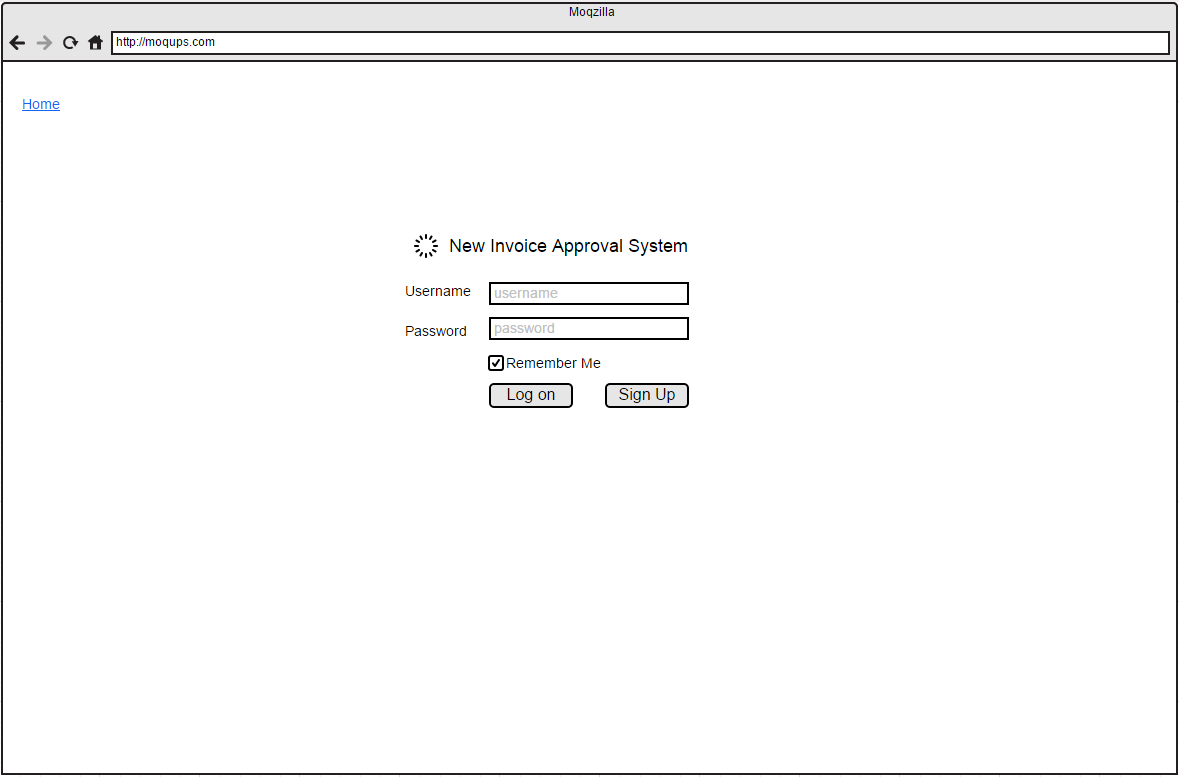 Moqzilla
http://moqups.com
Home
New Invoice Approval System
Username username
Password password
Remember Me
Log on Sign Up